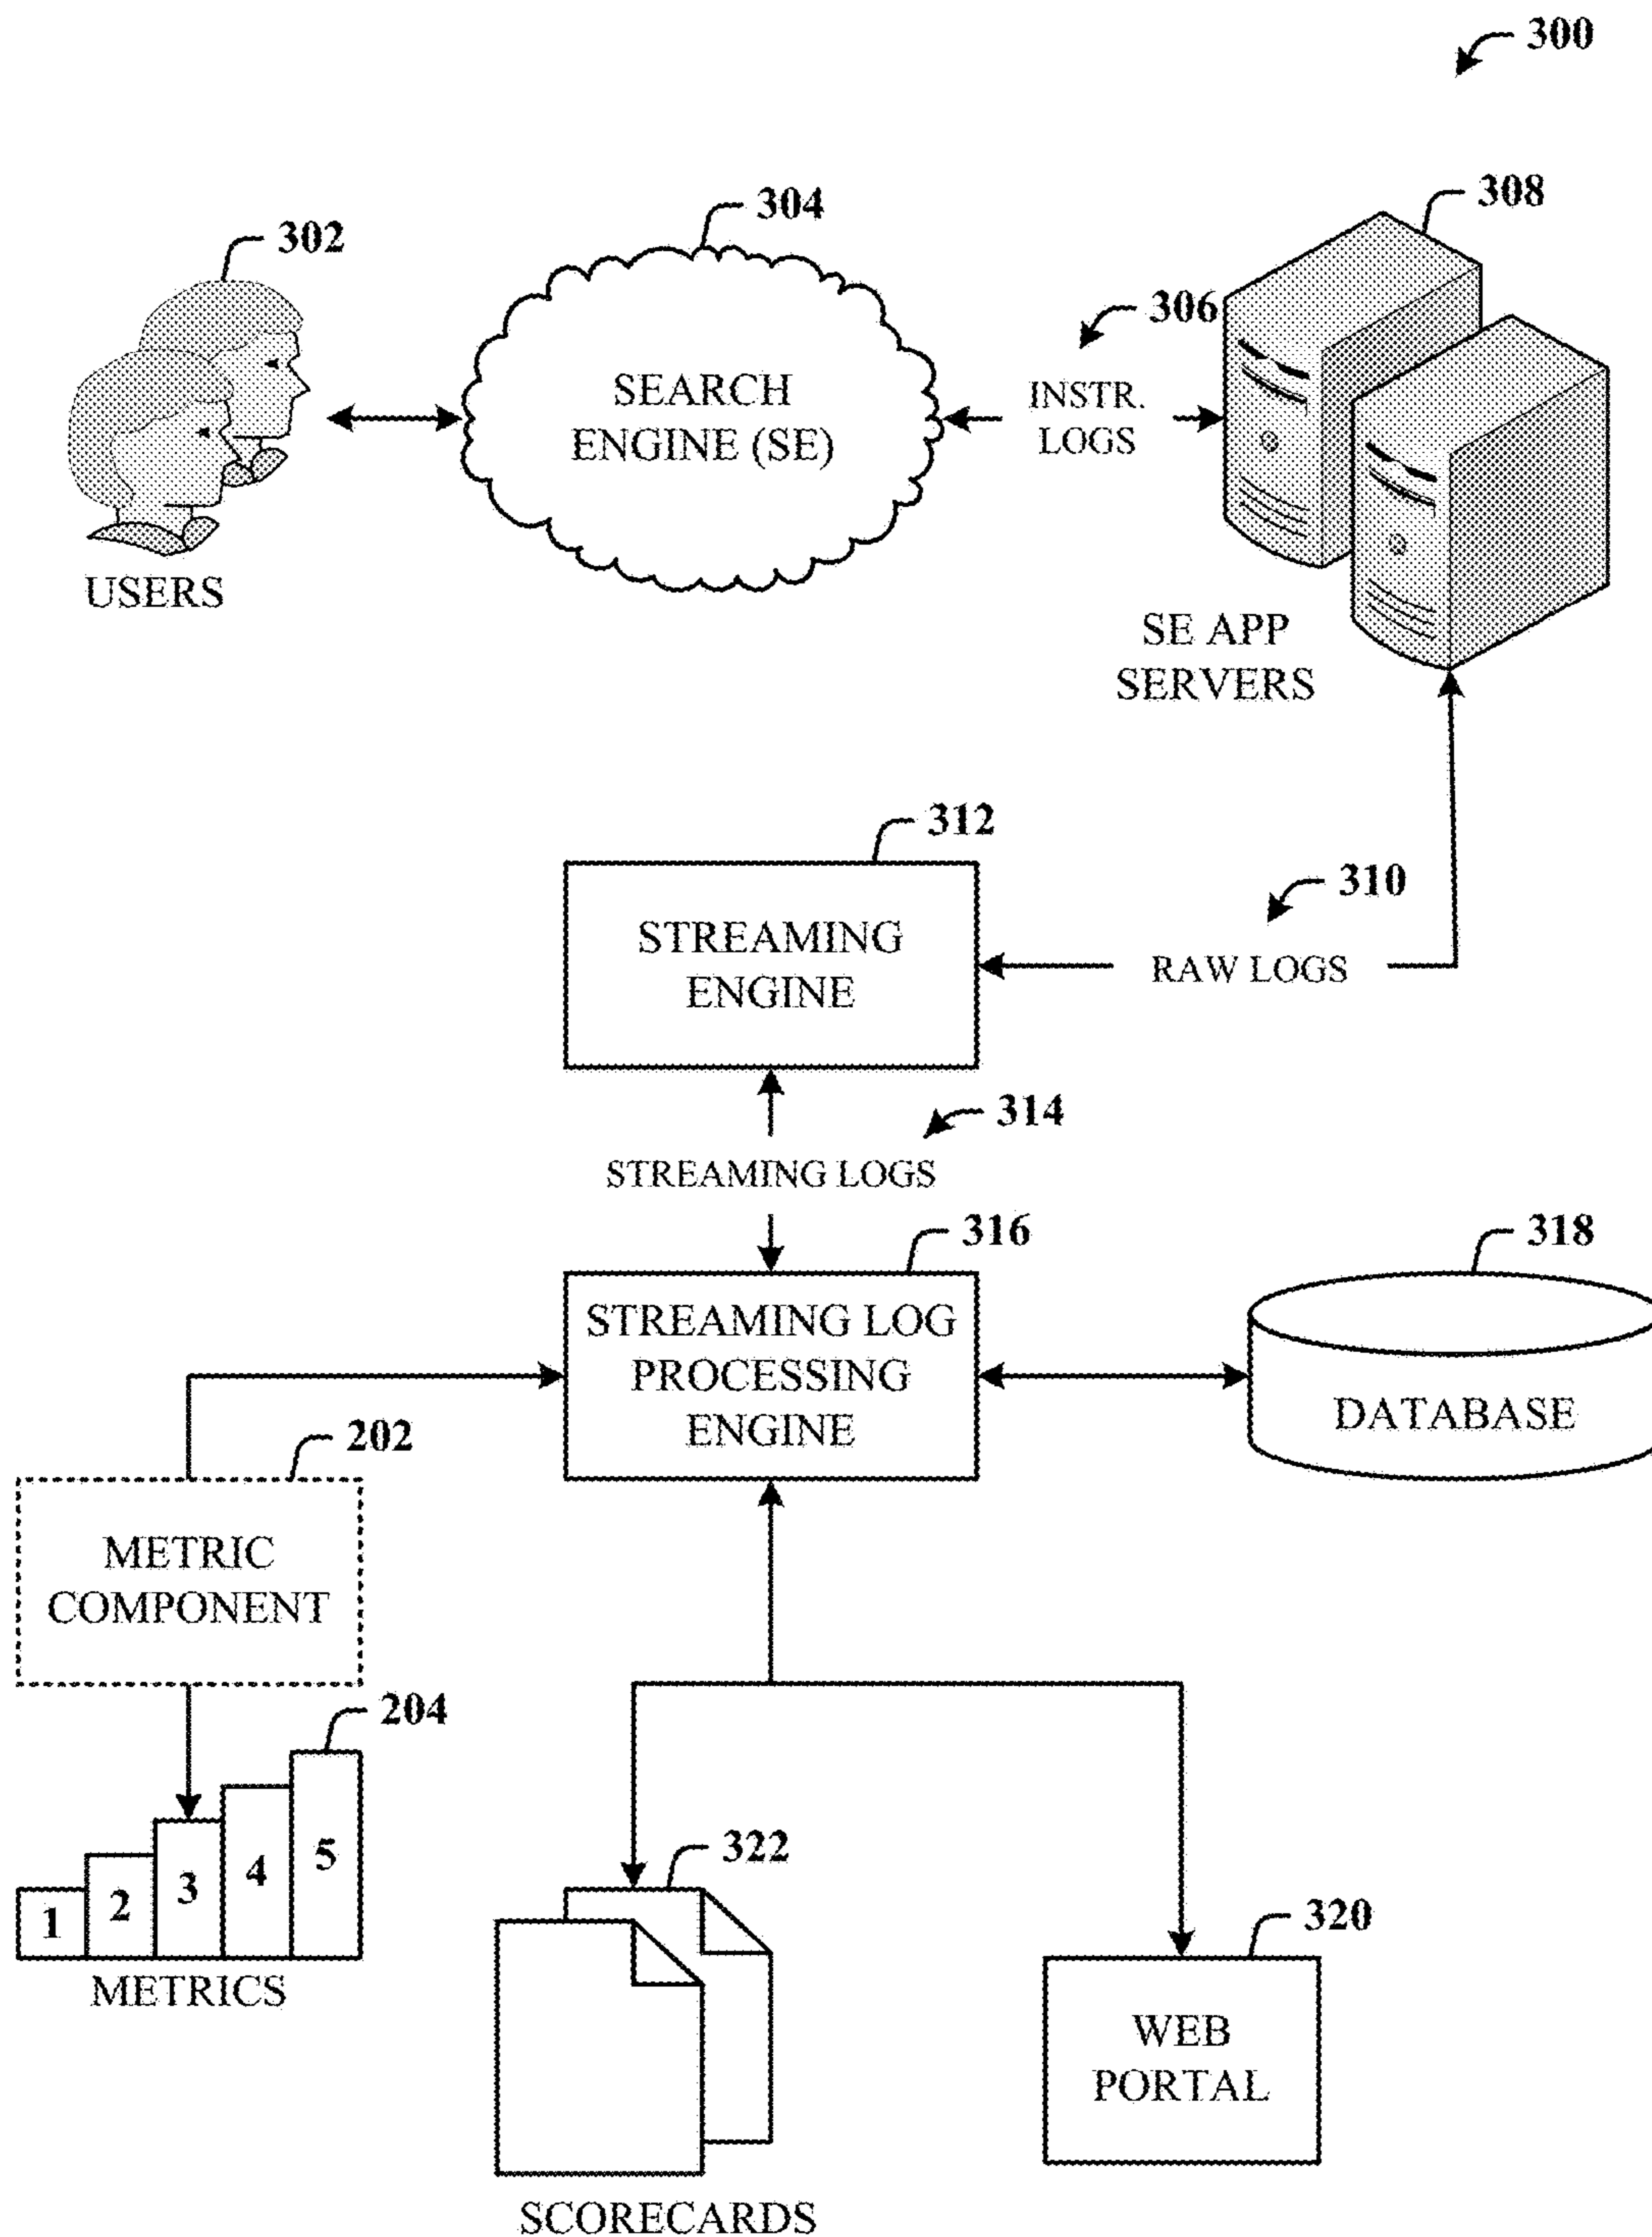 300
308
304
302
306
SEARCH
ENGINE (SE)
INSTR.
LOGS
USERS
SE APP
SERVERS
312
310
STREAMING
ENGINE
RAW LOGS
314
STREAMING LOGS
316
318
STREAMING LOG
PROCESSING
ENGINE
DATABASE
202
METRIC
COMPONENT
204
1
2
3
4
5
METRICS
322
320
WEB
PORTAL
SCORECARDS